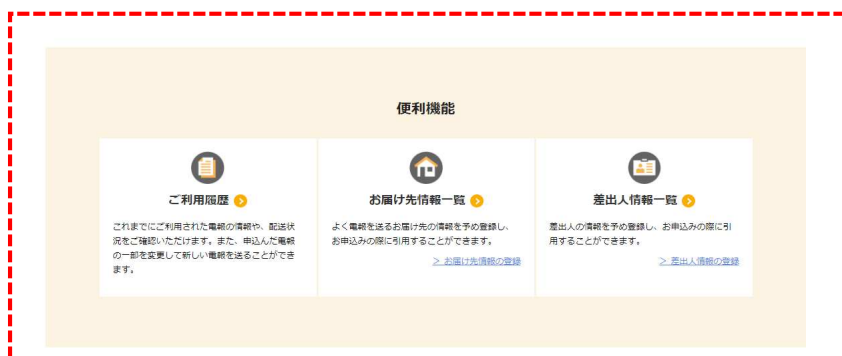 便利機能
ご利用履歴
これまでにご利用された電報の情報や、配送状
況をご確認いただけます。また、申込んだ電報
の一部を変更して新しい電報を送ることができ
ます。
お届け先情報一覧
よく電報を送るお届け先の情報を予め登録し、
お申込みの際に引用することができます。
＞ お届け先情報の登録
差出人情報一覧
差出人の情報を予め登録し、お申込みの際に引
用することができます。
＞ 差出人情報の登録